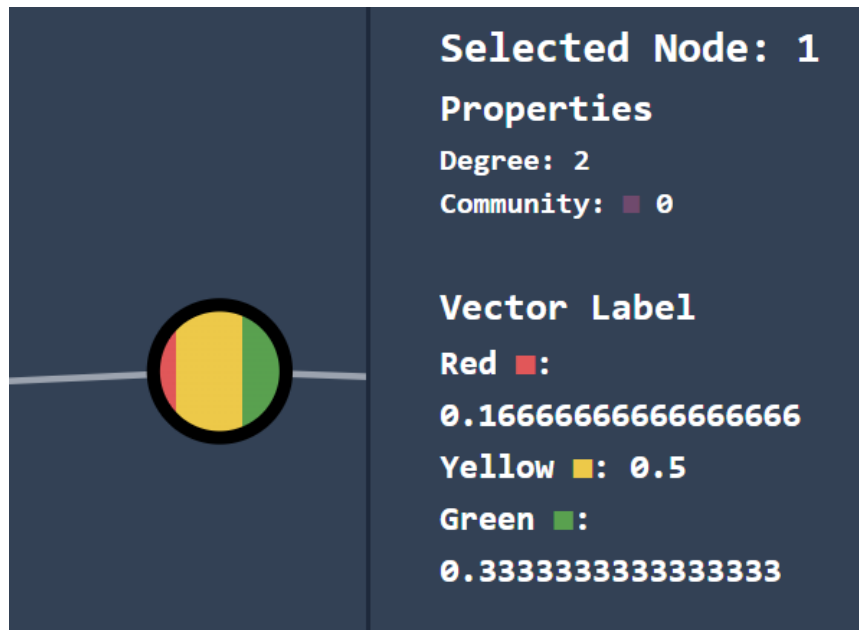 Selected Node: 1
Properties
Degree: 2
Community: 0
Vector Label
Red :
0.16666666666666666
Yellow : 0.5
Green :
0.3333333333333333